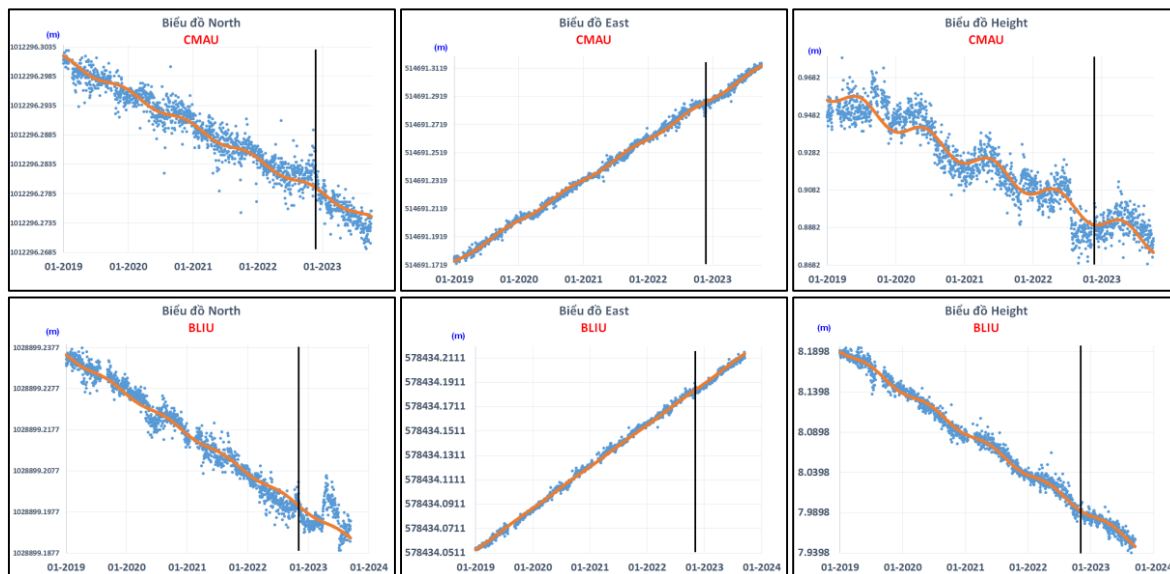 Biểu đồ North
CMAU
(m)
1012296.3035
1012296.2985
1012296.2935
1012296.2885
1012296.2835
1012296.2785
1012296.2735
1012296.2685
01-2019 01-2020 01-2021 01-2022 01-2023
Biểu đồ East
CMAU
(m)
514691.3119
514691.2919
514691.2719
514691.2519
514691.2319
514691.2119
514691.1919
514691.1719
01-2019 01-2020 01-2021 01-2022 01-2023
Biểu đồ Height
CMAU
(m)
0.9682
0.9482
0.9282
0.9082
0.8882
0.8682
01-2019 01-2020 01-2021 01-2022 01-2023
Biểu đồ North
BLIU
(m)
1028899.2377
1028899.2277
1028899.2177
1028899.2077
1028899.1977
1028899.1877
01-2019 01-2020 01-2021 01-2022 01-2023 01-2024
Biểu đồ East
BLIU
(m)
578434.2111
578434.1911
578434.1711
578434.1511
578434.1311
578434.1111
578434.0911
578434.0711
578434.0511
01-2019 01-2020 01-2021 01-2022 01-2023 01-2024
Biểu đồ Height
BLIU
(m)
8.1898
8.1398
8.0898
8.0398
7.9898
7.9398
01-2019 01-2020 01-2021 01-2022 01-2023 01-2024